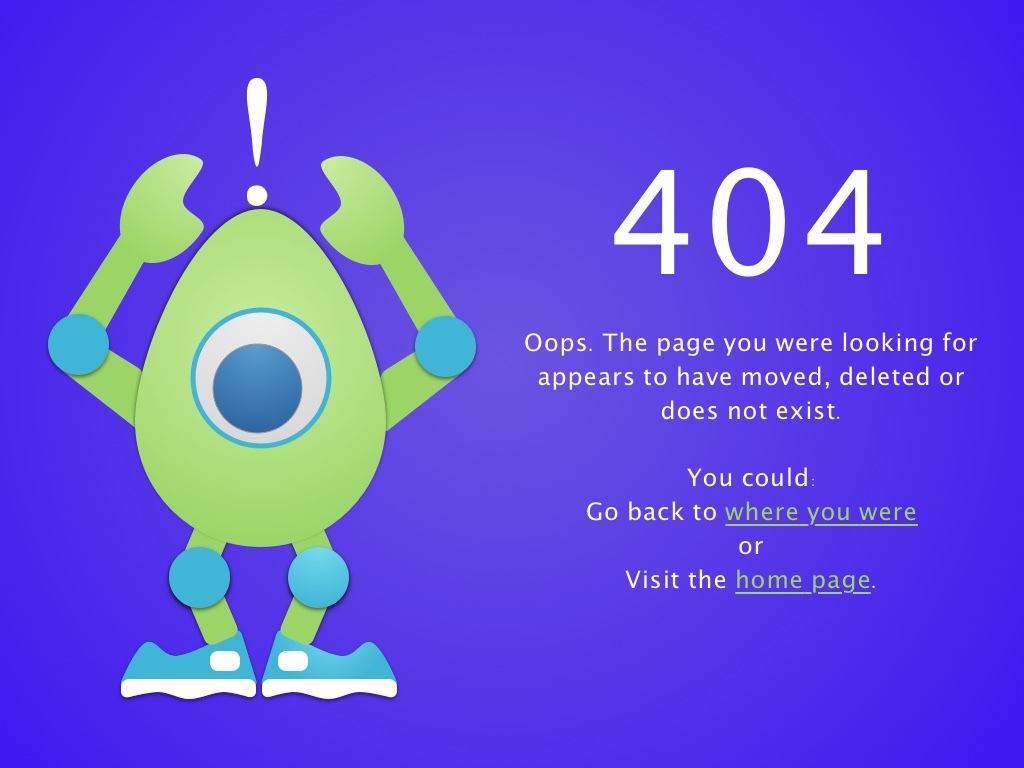 !
404
Oops. The page you were looking for
appears to have moved, deleted or
does not exist.
You could:
Go back to where you were
or
Visit the home page.